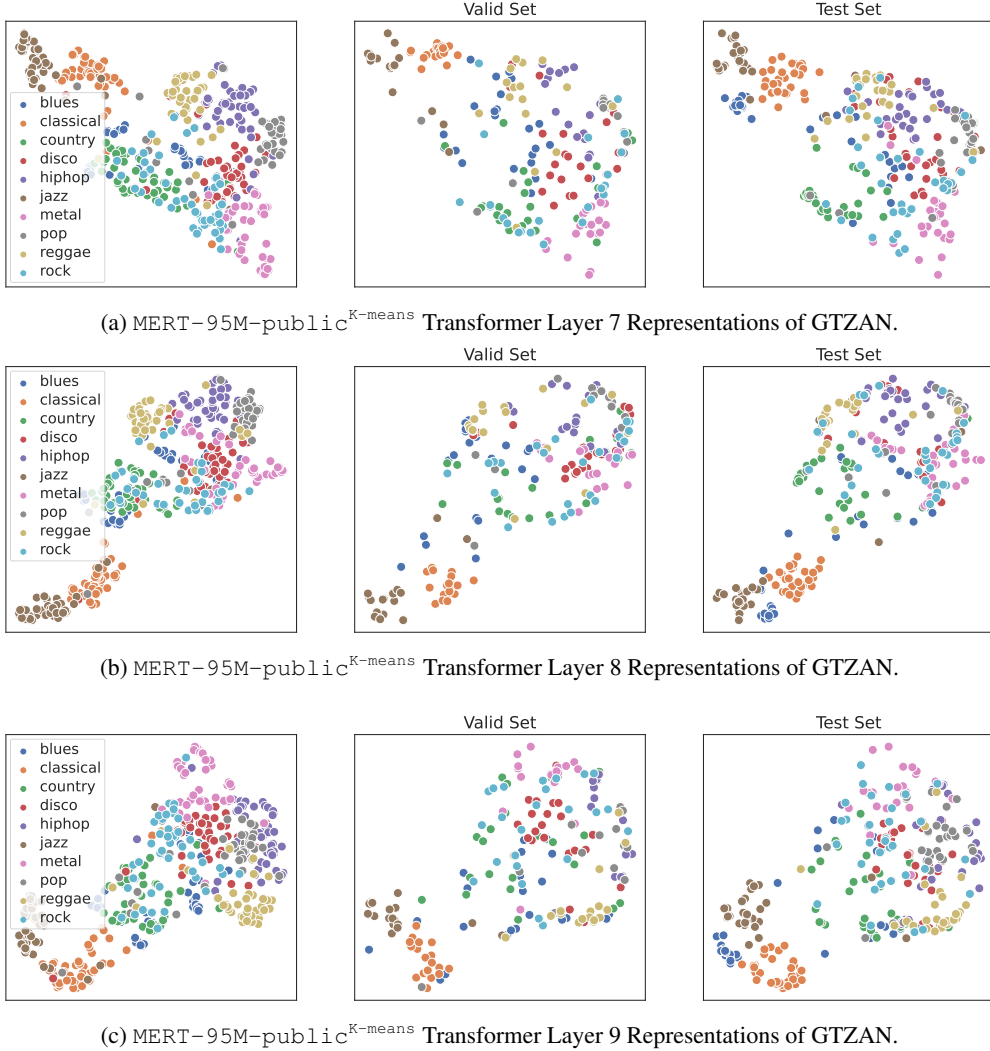 Valid Set
Test Set
blues
classical
country
disco
hiphop
jazz
metal
pop
reggae
rock
(a) MERT-95M-public^K-means Transformer Layer 7 Representations of GTZAN.
Valid Set
Test Set
blues
classical
country
disco
hiphop
jazz
metal
pop
reggae
rock
(b) MERT-95M-public^K-means Transformer Layer 8 Representations of GTZAN.
Valid Set
Test Set
blues
classical
country
disco
hiphop
jazz
metal
pop
reggae
rock
(c) MERT-95M-public^K-means Transformer Layer 9 Representations of GTZAN.